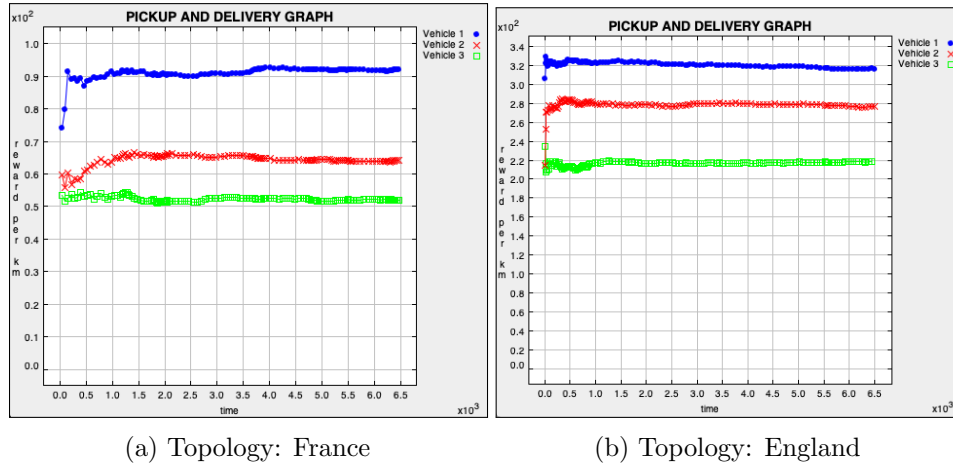 PICKUP AND DELIVERY GRAPH
x10²
Vehicle 1
Vehicle 2
Vehicle 3
1.0
0.9
0.8
0.7
0.6
0.5
0.4
0.3
0.2
0.1
0.0
reward per km
0.0 0.5 1.0 1.5 2.0 2.5 3.0 3.5 4.0 4.5 5.0 5.5 6.0 6.5
time
x10³
(a) Topology: France
PICKUP AND DELIVERY GRAPH
x10²
Vehicle 1
Vehicle 2
Vehicle 3
3.4
3.2
3.0
2.8
2.6
2.4
2.2
2.0
1.8
1.6
1.4
1.2
1.0
0.8
0.6
0.4
0.2
0.0
reward per km
0.0 0.5 1.0 1.5 2.0 2.5 3.0 3.5 4.0 4.5 5.0 5.5 6.0 6.5
time
x10³
(b) Topology: England